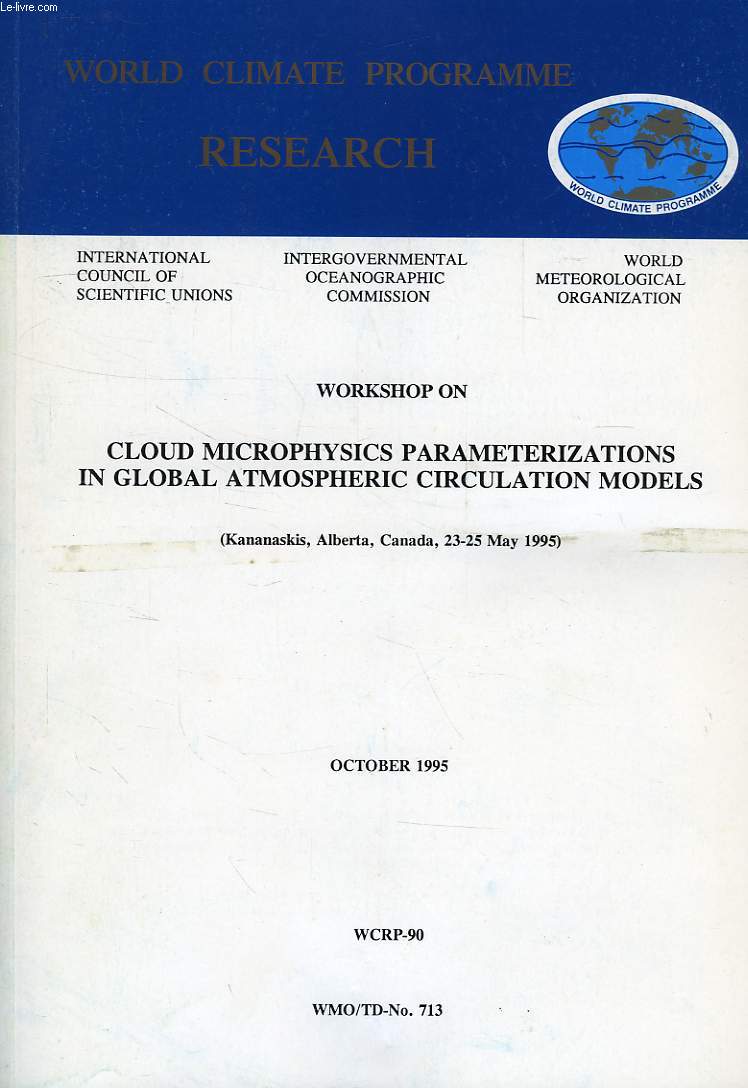 Le-livre.com
WORLD CLIMATE PROGRAMME
RESEARCH
WORLD CLIMATE PROGRAMME
INTERNATIONAL
COUNCIL OF
SCIENTIFIC UNIONS
INTERGOVERNMENTAL
OCEANOGRAPHIC
COMMISSION
WORLD
METEOROLOGICAL
ORGANIZATION
WORKSHOP ON
CLOUD MICROPHYSICS PARAMETERIZATIONS
IN GLOBAL ATMOSPHERIC CIRCULATION MODELS
(Kananaskis, Alberta, Canada, 23-25 May 1995)
OCTOBER 1995
WCRP-90
WMO/TD-No. 713